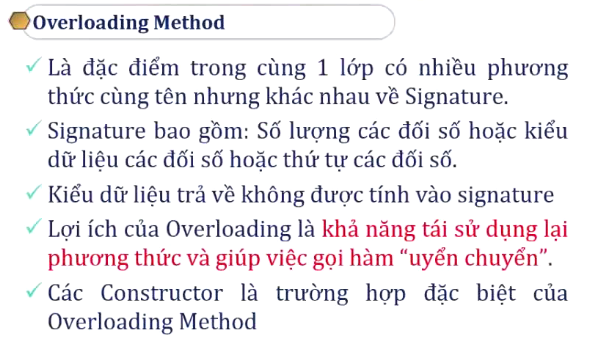 Overloading Method
Là đặc điểm trong cùng 1 lớp có nhiều phương
thức cùng tên nhưng khác nhau về Signature.
Signature bao gồm: Số lượng các đối số hoặc kiểu
dữ liệu các đối số hoặc thứ tự các đối số.
Kiểu dữ liệu trả về không được tính vào signature
Lợi ích của Overloading là khả năng tái sử dụng lại
phương thức và giúp việc gọi hàm “uyển chuyển”.
Các Constructor là trường hợp đặc biệt của
Overloading Method